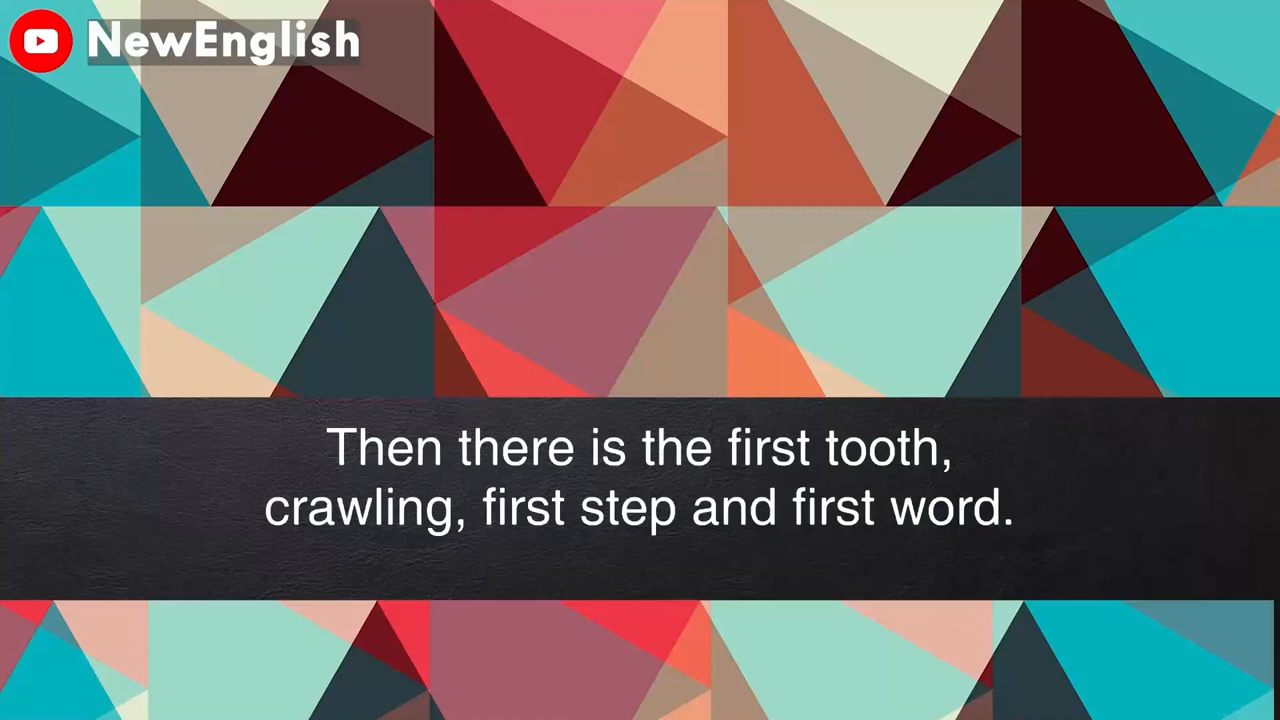 NewEnglish
Then there is the first tooth,
crawling, first step and first word.